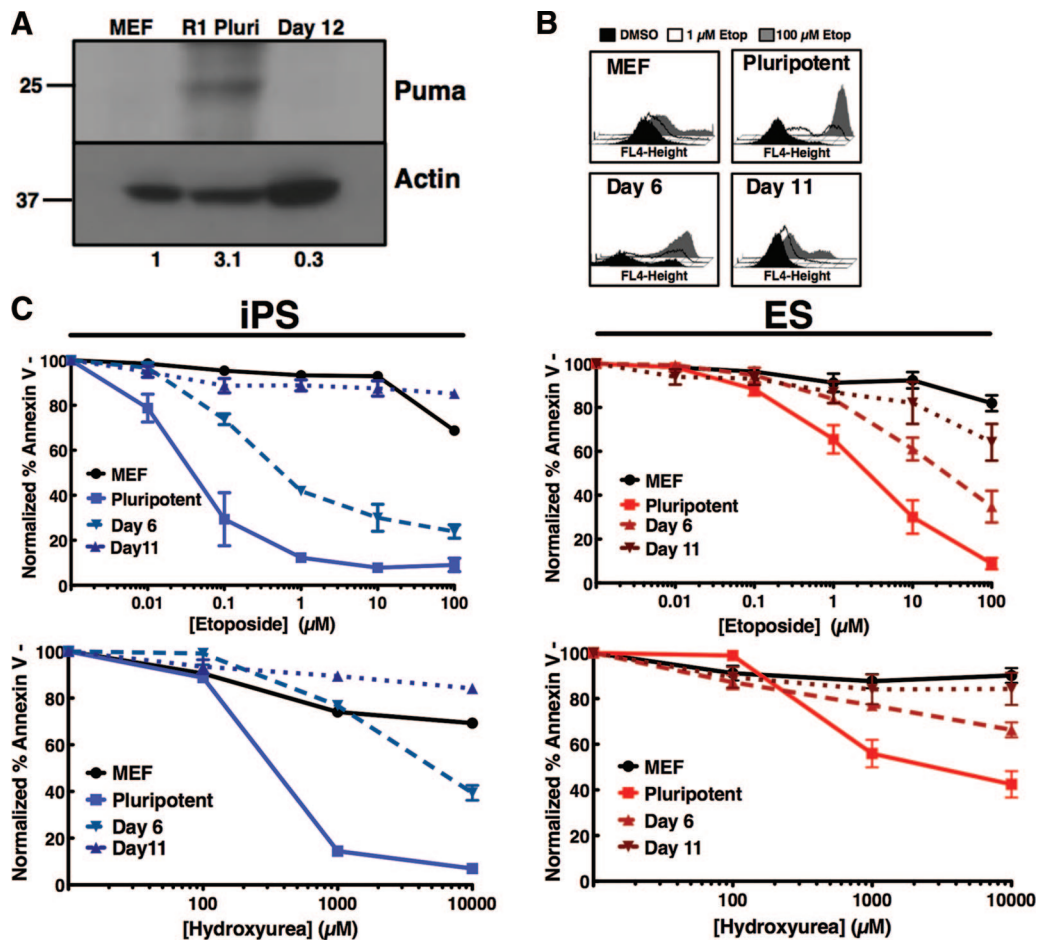 A
MEF R1 Pluri Day 12
25
Puma
37
Actin
1 3.1 0.3
B
DMSO 1 µM Etop 100 µM Etop
MEF
FL4-Height
Pluripotent
FL4-Height
Day 6
FL4-Height
Day 11
FL4-Height
C
iPS
Normalized % Annexin V -
100
80
60
40
20
0
MEF
Pluripotent
Day 6
Day11
0.01 0.1 1 10 100
[Etoposide] (µM)
ES
Normalized % Annexin V -
100
80
60
40
20
0
MEF
Pluripotent
Day 6
Day 11
0.01 0.1 1 10 100
[Etoposide] (µM)
Normalized % Annexin V -
100
80
60
40
20
0
MEF
Pluripotent
Day 6
Day11
100 1000 10000
[Hydroxyurea] (µM)
Normalized % Annexin V -
100
80
60
40
20
0
MEF
Pluripotent
Day 6
Day 11
100 1000 10000
[Hydroxyurea] (µM)